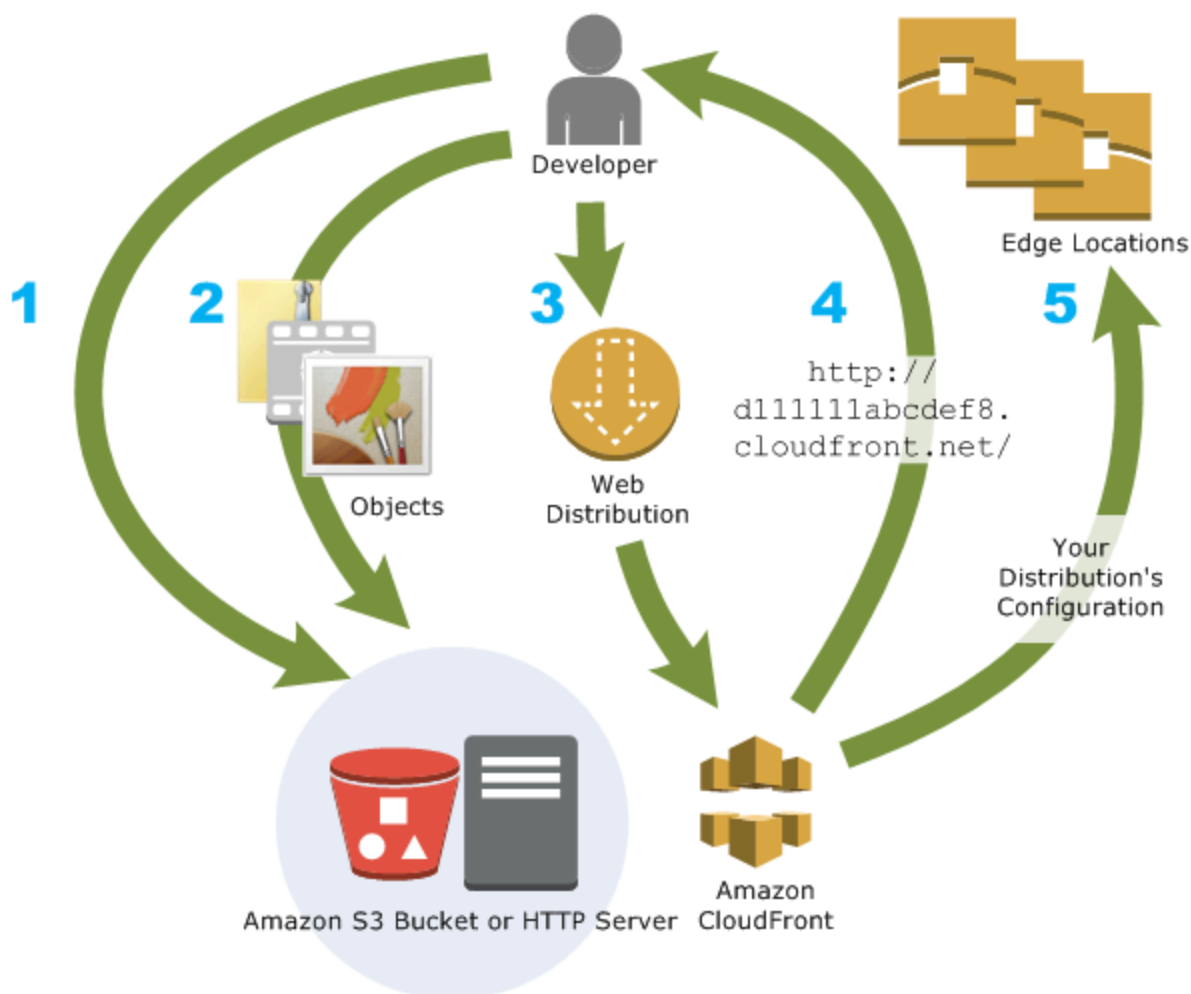 Developer
Edge Locations
1
2
3
4
5
http://
d111111abcdef8.
cloudfront.net/
Objects
Web
Distribution
Your
Distribution's
Configuration
Amazon S3 Bucket or HTTP Server
Amazon
CloudFront